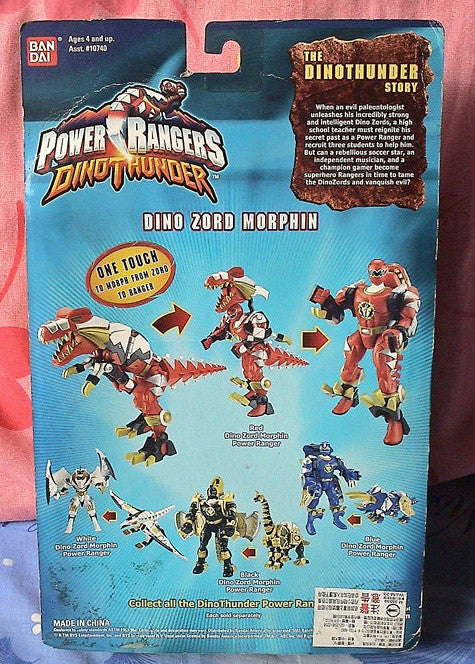 BAN
DAI
Ages 4 and up.
Asst. #10740
POWER RANGERS
DINO THUNDER™
THE
DINOTHUNDER
STORY
When an evil paleontologist
unleashes his incredibly strong
and intelligent Dino Zords, a high
school teacher must reignite his
secret past as a Power Ranger and
recruit three students to help him.
But can a rebellious soccer star, an
independent musician, and a
champion gamer become
superhero Rangers in time to tame
the DinoZords and vanquish evil?
DINO ZORD MORPHIN
ONE TOUCH
TO MORPH FROM ZORD
TO RANGER
Red
Dino Zord Morphin
Power Ranger
White
Dino Zord Morphin
Power Ranger
Black
Dino Zord Morphin
Power Ranger
Blue
Dino Zord Morphin
Power Ranger
Collect all the DinoThunder Power Ran
Each sold separately
MADE IN CHINA